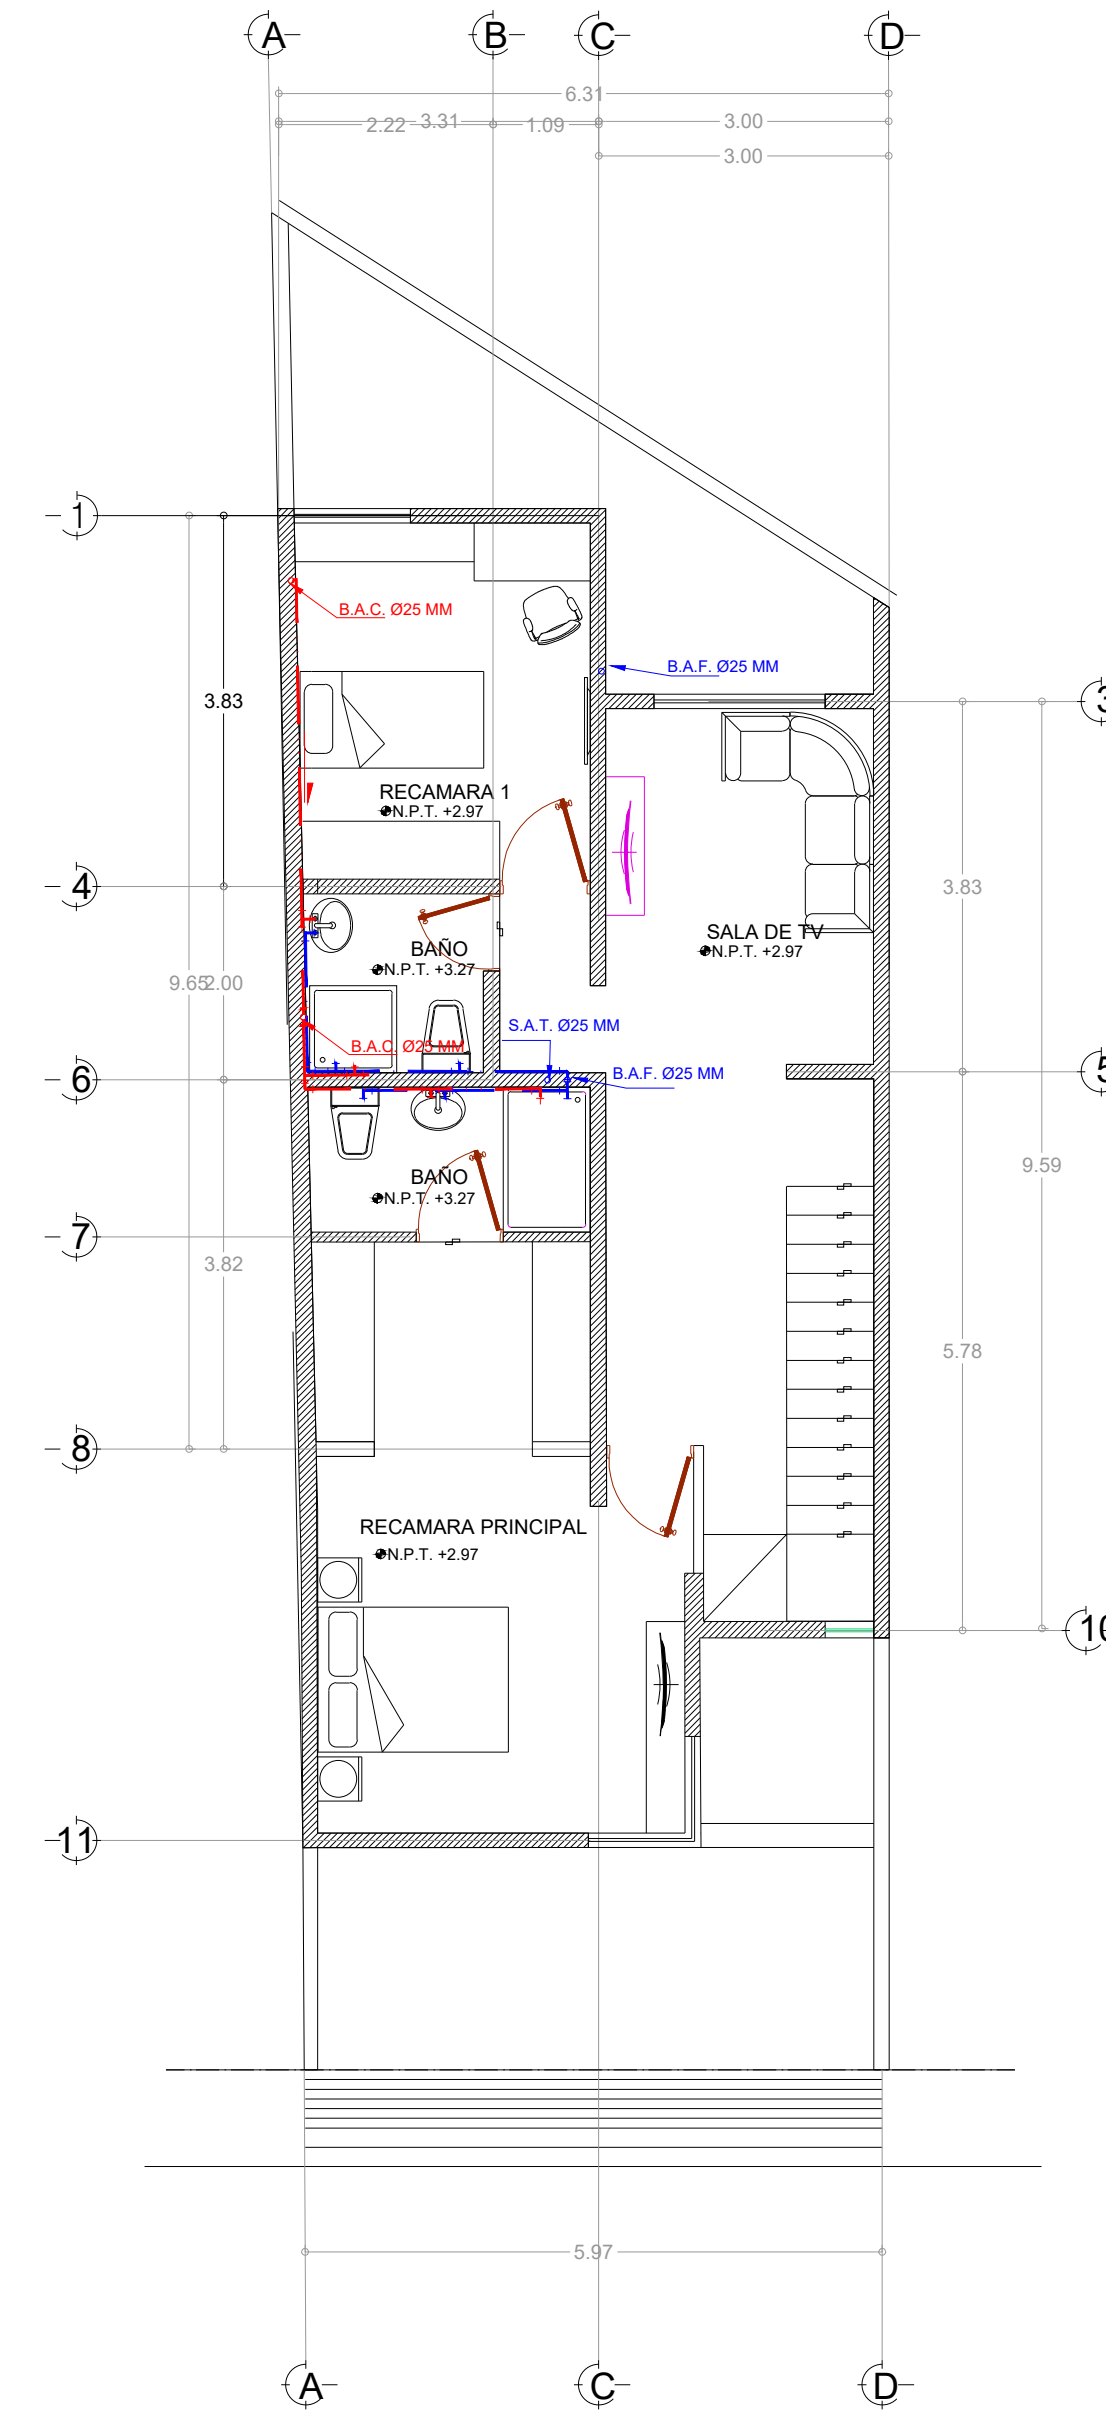 A B C D
6.31
2.22 3.31 1.09 3.00
3.00
1
B.A.C. Ø25 MM
B.A.F. Ø25 MM
3.83
3
RECAMARA 1
N.P.T. +2.97
4
3.83
SALA DE TV
N.P.T. +2.97
BAÑO
N.P.T. +3.27
9.65 2.00
S.A.T. Ø25 MM
B.A.C. Ø25 MM
B.A.F. Ø25 MM
6
5
9.59
BAÑO
N.P.T. +3.27
7
3.82
5.78
8
RECAMARA PRINCIPAL
N.P.T. +2.97
10
11
5.97
A C D